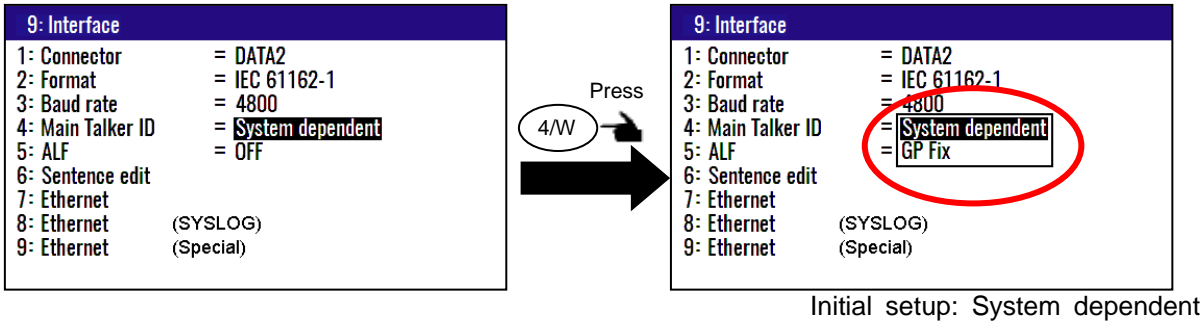 9: Interface
1: Connector = DATA2
2: Format = IEC 61162-1
3: Baud rate = 4800
4: Main Talker ID = System dependent
5: ALF = OFF
6: Sentence edit
7: Ethernet
8: Ethernet (SYSLOG)
9: Ethernet (Special)
Press
4/W
9: Interface
1: Connector = DATA2
2: Format = IEC 61162-1
3: Baud rate = 4800
4: Main Talker ID = System dependent
5: ALF = GP Fix
6: Sentence edit
7: Ethernet
8: Ethernet (SYSLOG)
9: Ethernet (Special)
Initial setup: System dependent